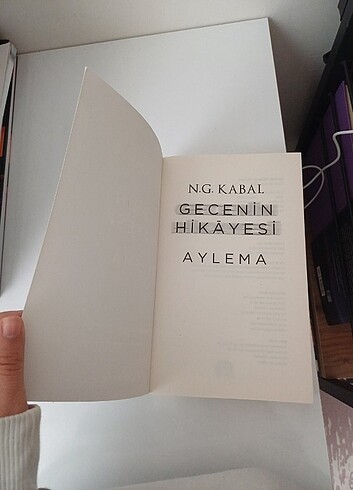 N.G. KABAL
GECENİN
HİKÂYESİ
AYLEMA